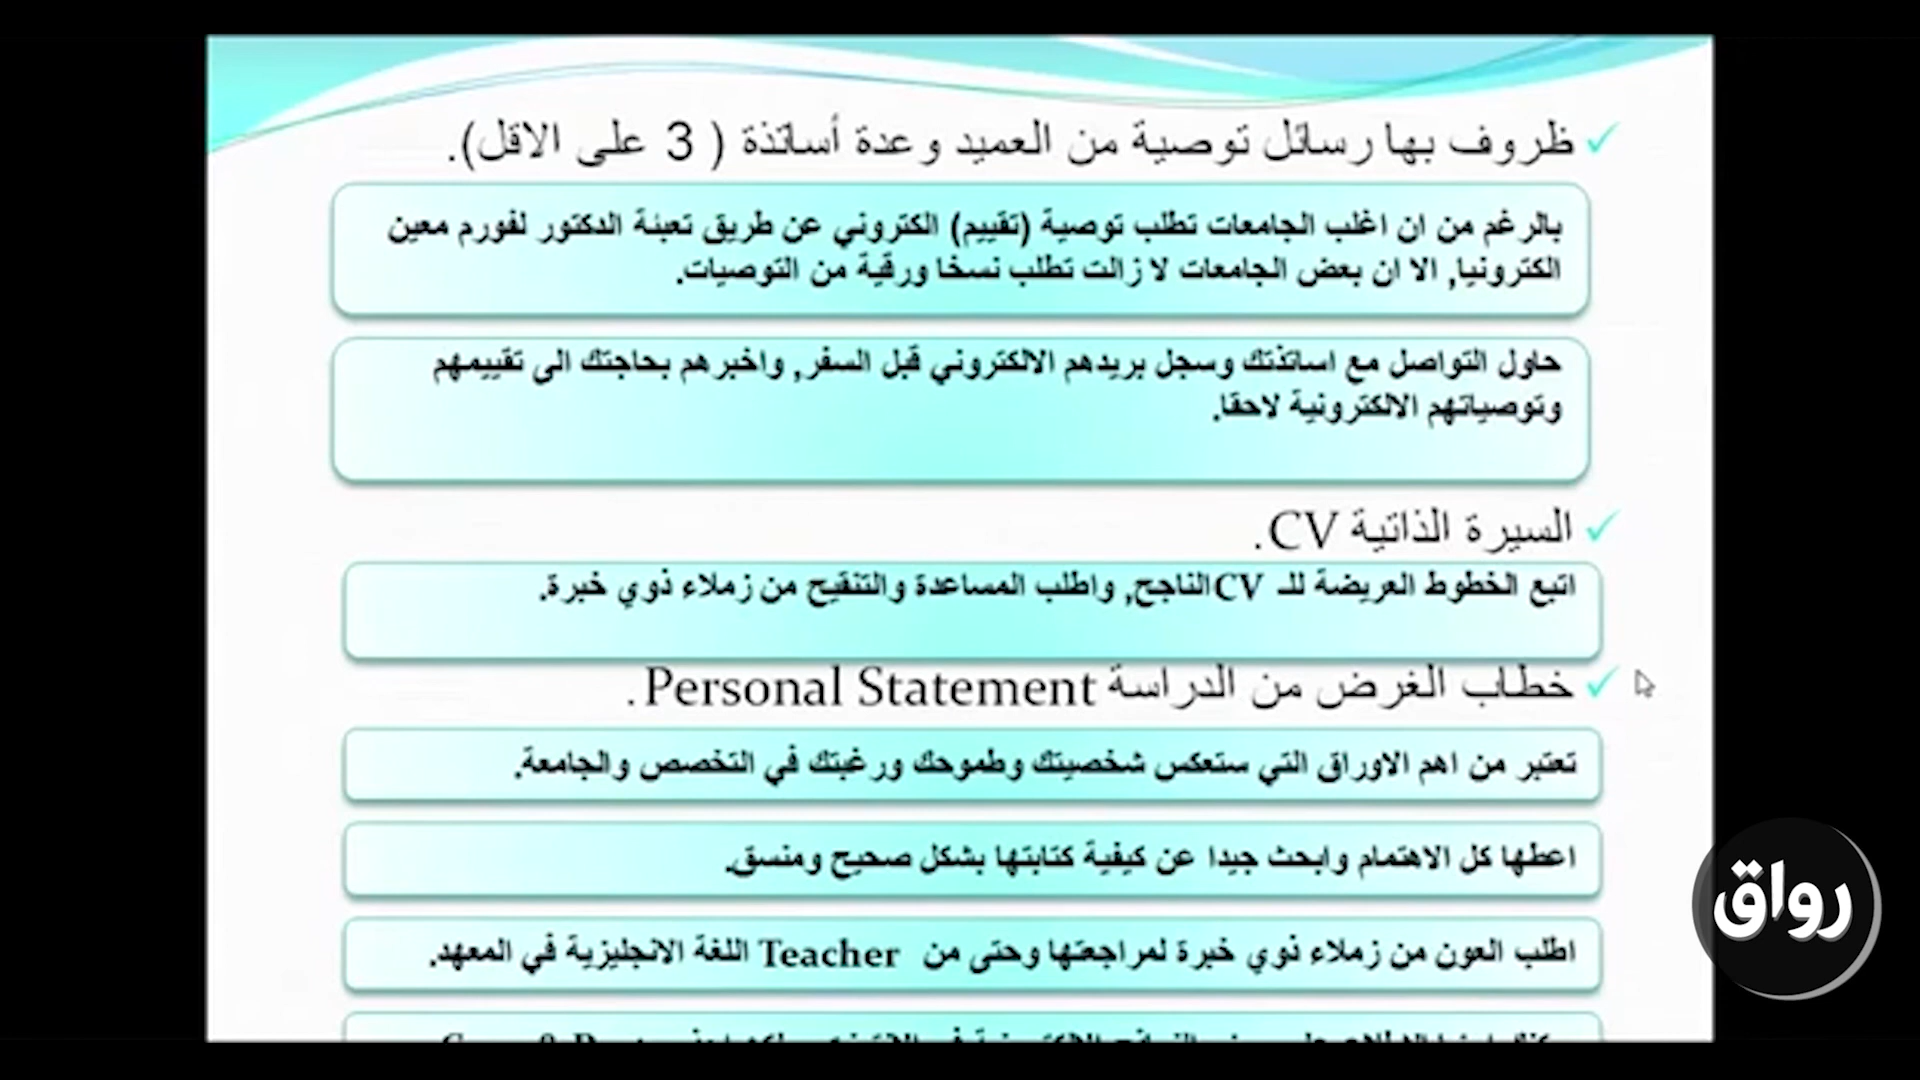 ظروف بها رسائل توصية من العميد وعدة أساتذة ( 3 على الاقل).
بالرغم من ان اغلب الجامعات تطلب توصية (تقييم) الكتروني عن طريق تعبئة الدكتور لفورم معين
الكترونيا, الا ان بعض الجامعات لا زالت تطلب نسخا ورقية من التوصيات.
حاول التواصل مع اساتذتك وسجل بريدهم الالكتروني قبل السفر, واخبرهم بحاجتك الى تقييمهم
وتوصياتهم الالكترونية لاحقا.
السيرة الذاتية CV.
اتبع الخطوط العريضة للـ CVالناجح, واطلب المساعدة والتنقيح من زملاء ذوي خبرة.
خطاب الغرض من الدراسة Personal Statement.
تعتبر من اهم الاوراق التي ستعكس شخصيتك وطموحك ورغبتك في التخصص والجامعة.
اعطها كل الاهتمام وابحث جيدا عن كيفية كتابتها بشكل صحيح ومنسق.
اطلب العون من زملاء ذوي خبرة لمراجعتها وحتى من Teacher اللغة الانجليزية في المعهد.
رواق